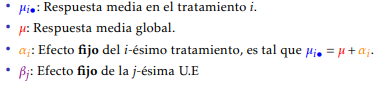 • μᵢ•: Respuesta media en el tratamiento i.
• μ: Respuesta media global.
• αᵢ: Efecto fijo del i-ésimo tratamiento, es tal que μᵢ• = μ + αᵢ.
• βⱼ: Efecto fijo de la j-ésima U.E